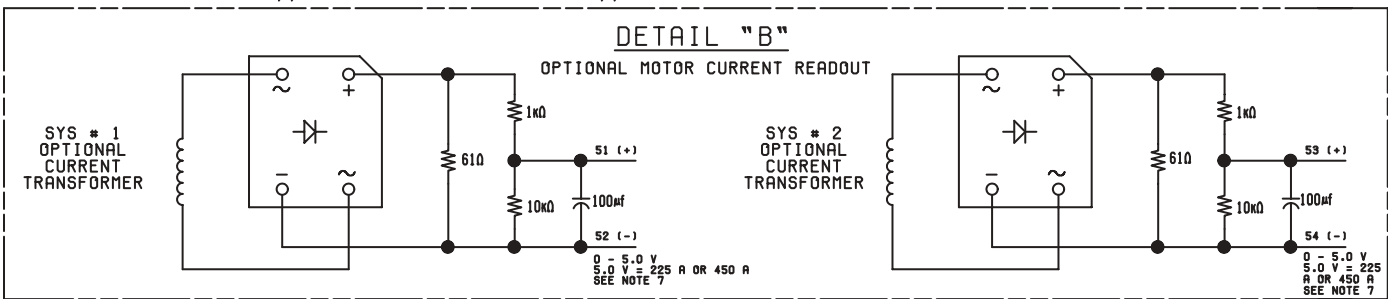 DETAIL "B"
OPTIONAL MOTOR CURRENT READOUT
SYS # 1
OPTIONAL
CURRENT
TRANSFORMER
~
+
−
~
61Ω
1KΩ
10KΩ
100µf
51 (+)
52 (-)
0 - 5.0 V
5.0 V = 225 A OR 450 A
SEE NOTE 7
SYS # 2
OPTIONAL
CURRENT
TRANSFORMER
~
+
−
~
61Ω
1KΩ
10KΩ
100µf
53 (+)
54 (-)
0 - 5.0 V
5.0 V = 225
A OR 450 A
SEE NOTE 7